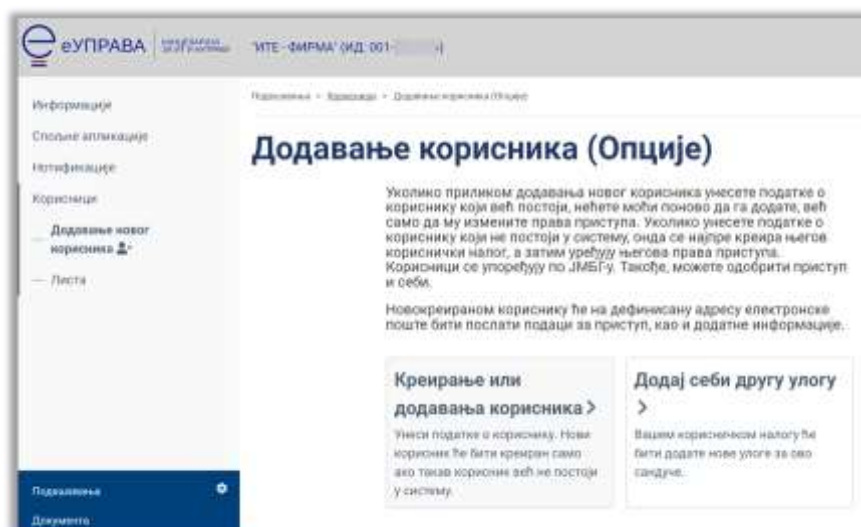 еУПРАВА
'ИТЕ - ФИРМА' (ИД: 001-
Подешавања > Корисници > Додавање корисника (Опције)
Информације
Спољне апликације
Нотификације
Корисници
Додавање новог
корисника
Листа
Додавање корисника (Опције)
Уколико приликом додавања новог корисника унесете податке о
кориснику који већ постоји, нећете моћи поново да га додате, већ
само да му измените права приступа. Уколико унесете податке о
кориснику који не постоји у систему, онда се најпре креира његов
кориснички налог, а затим уређују његова права приступа.
Корисници се упоређују по ЈМБГ-у. Такође, можете одобрити приступ
и себи.
Новокреираном кориснику ће на дефинисану адресу електронске
поште бити послати подаци за приступ, као и додатне информације.
Креирање или
додавања корисника >
Унеси податке о кориснику. Нови
корисник ће бити креиран само
ако такав корисник већ не постоји
у систему.
Додај себи другу улогу
>
Вашем корисничком налогу ће
бити додате нове улоге за ово
сандуче.
Подешавања
Документа